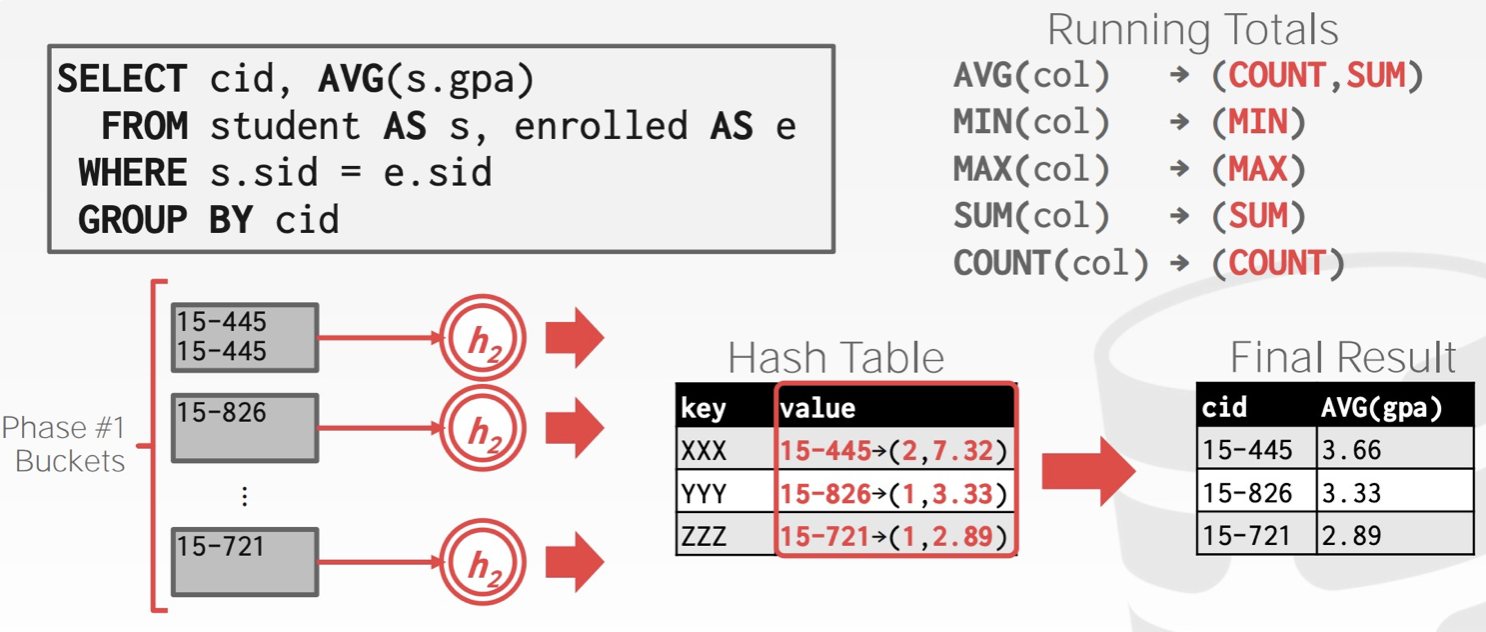 SELECT cid, AVG(s.gpa)
FROM student AS s, enrolled AS e
WHERE s.sid = e.sid
GROUP BY cid
Running Totals
AVG(col) → (COUNT,SUM)
MIN(col) → (MIN)
MAX(col) → (MAX)
SUM(col) → (SUM)
COUNT(col) → (COUNT)
Phase #1
Buckets
15-445
15-445
h2
15-826
h2
⋮
15-721
h2
Hash Table
key value
XXX 15-445→(2,7.32)
YYY 15-826→(1,3.33)
ZZZ 15-721→(1,2.89)
Final Result
cid AVG(gpa)
15-445 3.66
15-826 3.33
15-721 2.89